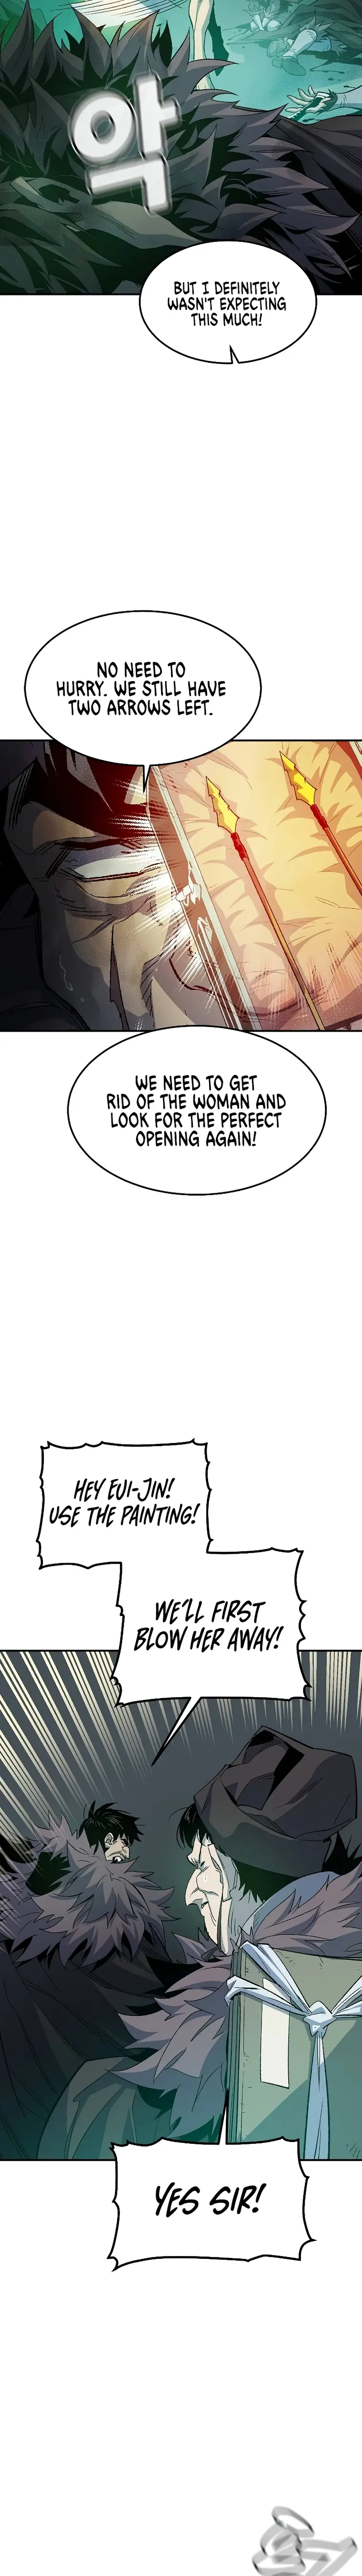 악
BUT I DEFINITELY
WASN'T EXPECTING
THIS MUCH!
NO NEED TO
HURRY. WE STILL HAVE
TWO ARROWS LEFT.
WE NEED TO GET
RID OF THE WOMAN AND
LOOK FOR THE PERFECT
OPENING AGAIN!
HEY EUI-JIN!
USE THE PAINTING!
WE'LL FIRST
BLOW HER AWAY!
YES SIR!